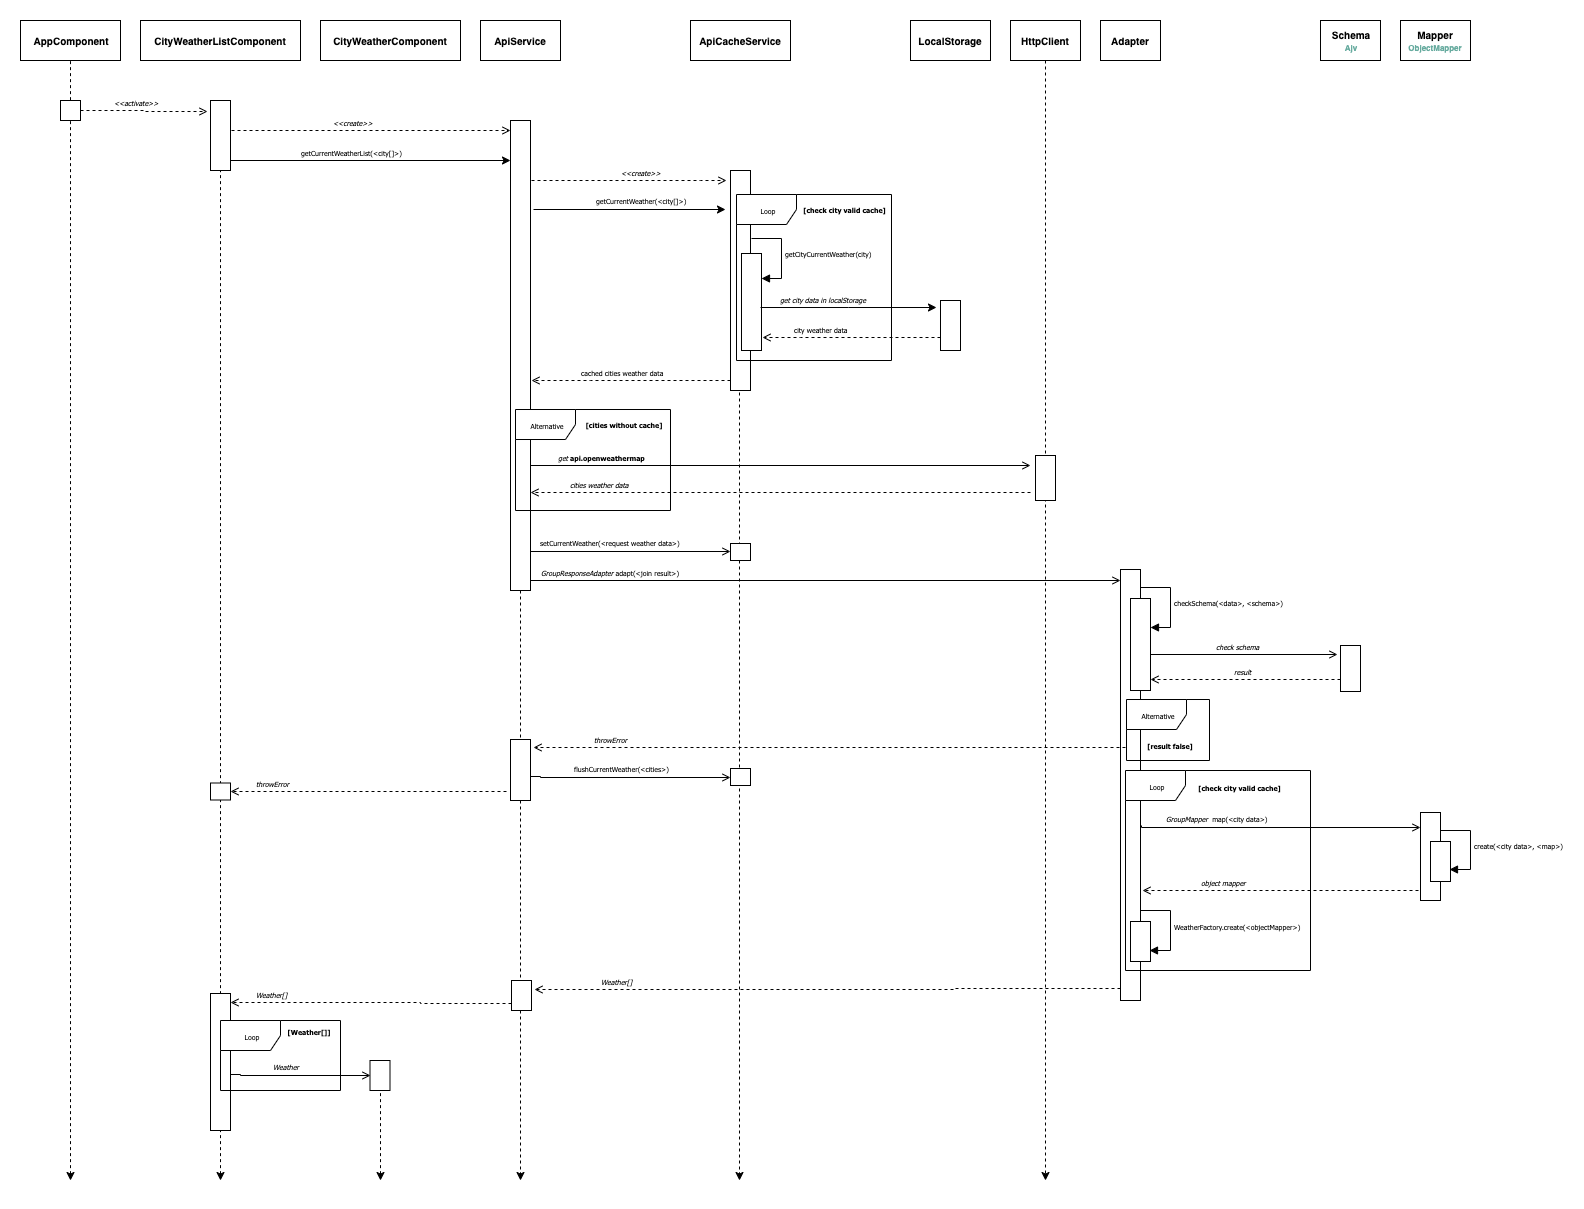 AppComponent
CityWeatherListComponent
CityWeatherComponent
ApiService
ApiCacheService
LocalStorage
HttpClient
Adapter
Schema
Ajv
Mapper
ObjectMapper
<<activate>>
<<create>>
getCurrentWeatherList(<city[]>)
<<create>>
getCurrentWeather(<city[]>)
Loop
[check city valid cache]
getCityCurrentWeather(city)
get city data in localStorage
city weather data
cached cities weather data
Alternative
[cities without cache]
get api.openweathermap
cities weather data
setCurrentWeather(<request weather data>)
GroupResponseAdapter adapt(<join result>)
checkSchema(<data>, <schema>)
check schema
result
Alternative
[result false]
throwError
flushCurrentWeather(<cities>)
throwError
Loop
[check city valid cache]
GroupMapper map(<city data>)
create(<city data>, <map>)
object mapper
WeatherFactory.create(<objectMapper>)
Weather[]
Weather[]
Loop
[Weather[]]
Weather